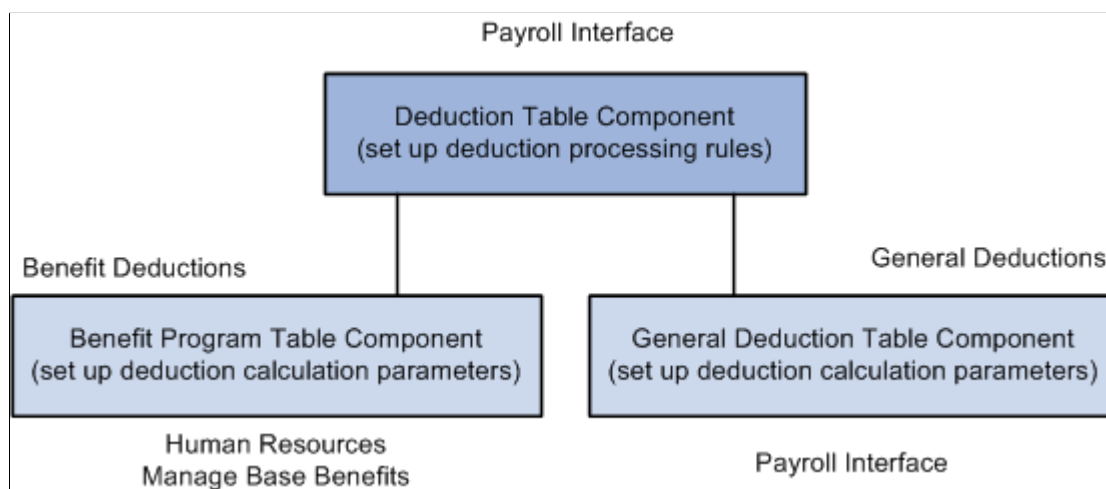 Payroll Interface
Deduction Table Component
(set up deduction processing rules)
Benefit Deductions
General Deductions
Benefit Program Table Component
(set up deduction calculation parameters)
General Deduction Table Component
(set up deduction calculation parameters)
Human Resources
Manage Base Benefits
Payroll Interface